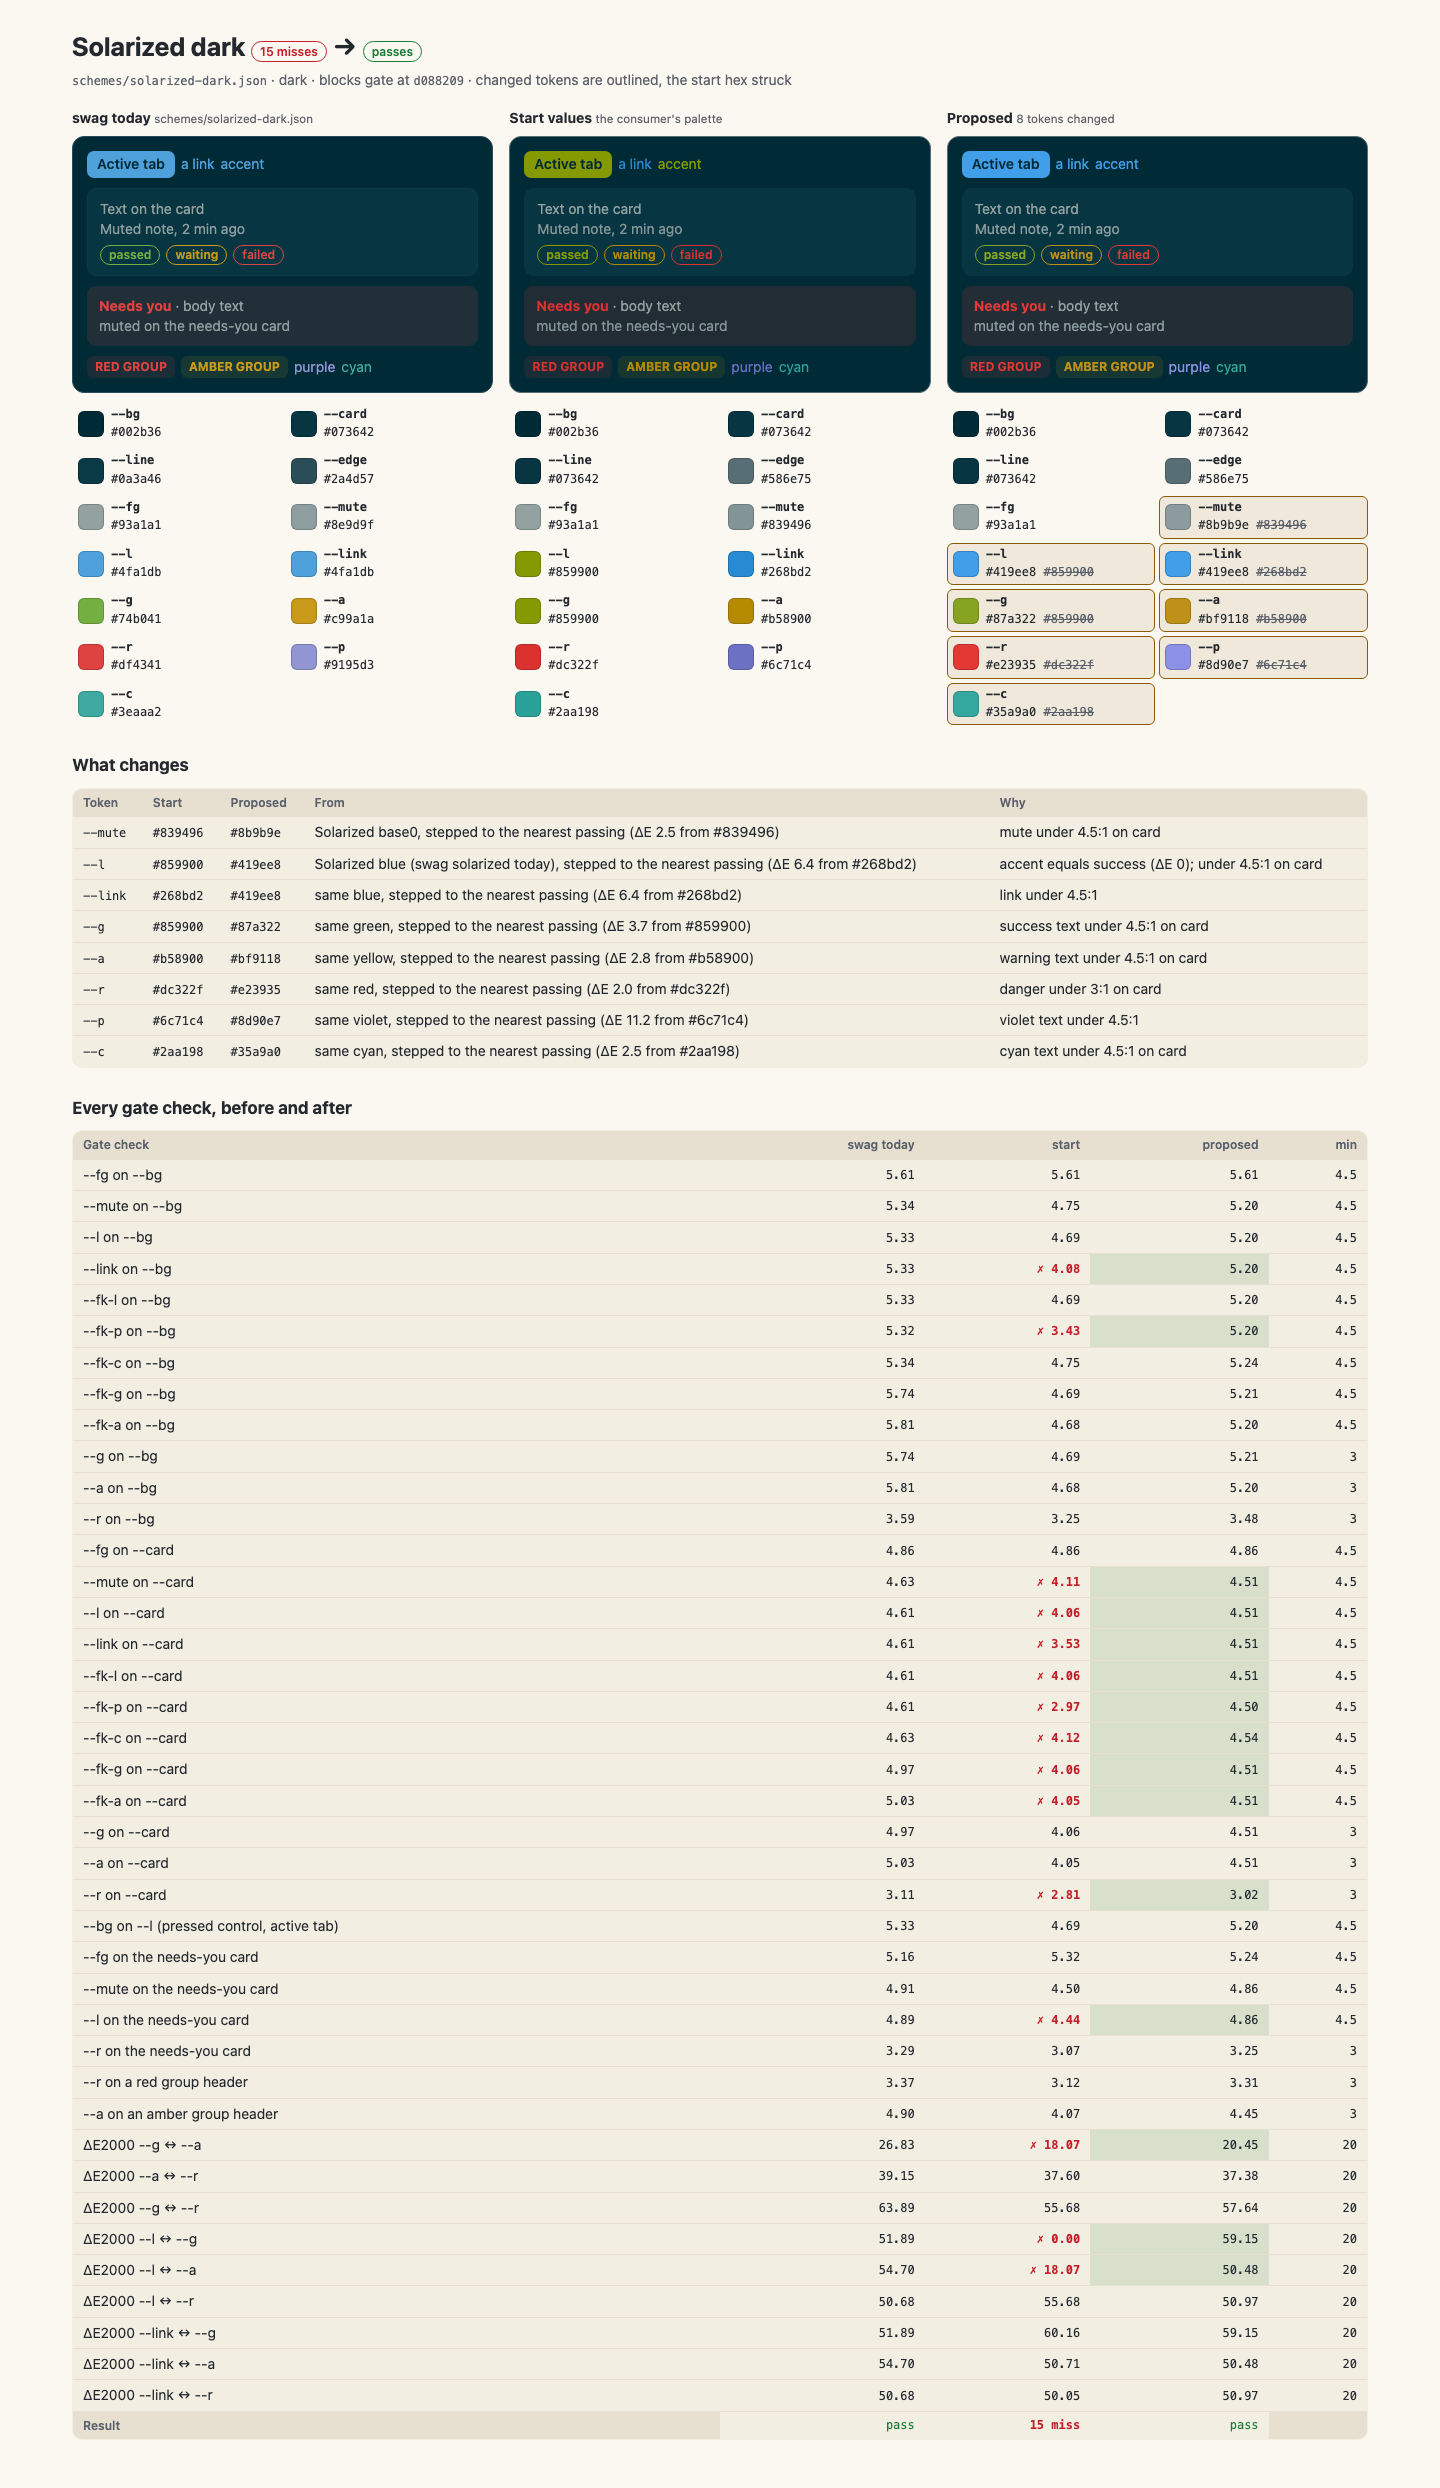 Solarized dark 15 misses → passes
schemes/solarized-dark.json · dark · blocks gate at d088209 · changed tokens are outlined, the start hex struck
swag today schemes/solarized-dark.json
Active tab a link accent
Text on the card
Muted note, 2 min ago
passed waiting failed
Needs you · body text
muted on the needs-you card
RED GROUP AMBER GROUP purple cyan
--bg
#002b36
--card
#073642
--line
#0a3a46
--edge
#2a4d57
--fg
#93a1a1
--mute
#8e9d9f
--l
#4fa1db
--link
#4fa1db
--g
#74b041
--a
#c99a1a
--r
#df4341
--p
#9195d3
--c
#3eaaa2
Start values the consumer's palette
Active tab a link accent
Text on the card
Muted note, 2 min ago
passed waiting failed
Needs you · body text
muted on the needs-you card
RED GROUP AMBER GROUP purple cyan
--bg
#002b36
--card
#073642
--line
#073642
--edge
#586e75
--fg
#93a1a1
--mute
#839496
--l
#859900
--link
#268bd2
--g
#859900
--a
#b58900
--r
#dc322f
--p
#6c71c4
--c
#2aa198
Proposed 8 tokens changed
Active tab a link accent
Text on the card
Muted note, 2 min ago
passed waiting failed
Needs you · body text
muted on the needs-you card
RED GROUP AMBER GROUP purple cyan
--bg
#002b36
--card
#073642
--line
#073642
--edge
#586e75
--fg
#93a1a1
--mute
#8b9b9e #839496
--l
#419ee8 #859900
--link
#419ee8 #268bd2
--g
#87a322 #859900
--a
#bf9118 #b58900
--r
#e23935 #dc322f
--p
#8d90e7 #6c71c4
--c
#35a9a0 #2aa198
What changes
Token Start Proposed From Why
--mute #839496 #8b9b9e Solarized base0, stepped to the nearest passing (ΔE 2.5 from #839496) mute under 4.5:1 on card
--l #859900 #419ee8 Solarized blue (swag solarized today), stepped to the nearest passing (ΔE 6.4 from #268bd2) accent equals success (ΔE 0); under 4.5:1 on card
--link #268bd2 #419ee8 same blue, stepped to the nearest passing (ΔE 6.4 from #268bd2) link under 4.5:1
--g #859900 #87a322 same green, stepped to the nearest passing (ΔE 3.7 from #859900) success text under 4.5:1 on card
--a #b58900 #bf9118 same yellow, stepped to the nearest passing (ΔE 2.8 from #b58900) warning text under 4.5:1 on card
--r #dc322f #e23935 same red, stepped to the nearest passing (ΔE 2.0 from #dc322f) danger under 3:1 on card
--p #6c71c4 #8d90e7 same violet, stepped to the nearest passing (ΔE 11.2 from #6c71c4) violet text under 4.5:1
--c #2aa198 #35a9a0 same cyan, stepped to the nearest passing (ΔE 2.5 from #2aa198) cyan text under 4.5:1 on card
Every gate check, before and after
Gate check swag today start proposed min
--fg on --bg 5.61 5.61 5.61 4.5
--mute on --bg 5.34 4.75 5.20 4.5
--l on --bg 5.33 4.69 5.20 4.5
--link on --bg 5.33 ✗ 4.08 5.20 4.5
--fk-l on --bg 5.33 4.69 5.20 4.5
--fk-p on --bg 5.32 ✗ 3.43 5.20 4.5
--fk-c on --bg 5.34 4.75 5.24 4.5
--fk-g on --bg 5.74 4.69 5.21 4.5
--fk-a on --bg 5.81 4.68 5.20 4.5
--g on --bg 5.74 4.69 5.21 3
--a on --bg 5.81 4.68 5.20 3
--r on --bg 3.59 3.25 3.48 3
--fg on --card 4.86 4.86 4.86 4.5
--mute on --card 4.63 ✗ 4.11 4.51 4.5
--l on --card 4.61 ✗ 4.06 4.51 4.5
--link on --card 4.61 ✗ 3.53 4.51 4.5
--fk-l on --card 4.61 ✗ 4.06 4.51 4.5
--fk-p on --card 4.61 ✗ 2.97 4.50 4.5
--fk-c on --card 4.63 ✗ 4.12 4.54 4.5
--fk-g on --card 4.97 ✗ 4.06 4.51 4.5
--fk-a on --card 5.03 ✗ 4.05 4.51 4.5
--g on --card 4.97 4.06 4.51 3
--a on --card 5.03 4.05 4.51 3
--r on --card 3.11 ✗ 2.81 3.02 3
--bg on --l (pressed control, active tab) 5.33 4.69 5.20 4.5
--fg on the needs-you card 5.16 5.32 5.24 4.5
--mute on the needs-you card 4.91 4.50 4.86 4.5
--l on the needs-you card 4.89 ✗ 4.44 4.86 4.5
--r on the needs-you card 3.29 3.07 3.25 3
--r on a red group header 3.37 3.12 3.31 3
--a on an amber group header 4.90 4.07 4.45 3
ΔE2000 --g ↔ --a 26.83 ✗ 18.07 20.45 20
ΔE2000 --a ↔ --r 39.15 37.60 37.38 20
ΔE2000 --g ↔ --r 63.89 55.68 57.64 20
ΔE2000 --l ↔ --g 51.89 ✗ 0.00 59.15 20
ΔE2000 --l ↔ --a 54.70 ✗ 18.07 50.48 20
ΔE2000 --l ↔ --r 50.68 55.68 50.97 20
ΔE2000 --link ↔ --g 51.89 60.16 59.15 20
ΔE2000 --link ↔ --a 54.70 50.71 50.48 20
ΔE2000 --link ↔ --r 50.68 50.05 50.97 20
Result pass 15 miss pass